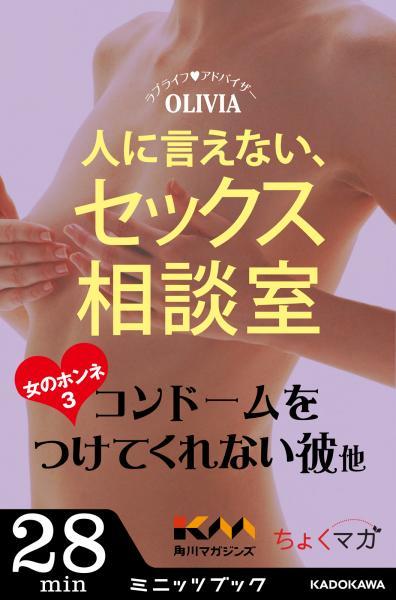 ラブライフ♥アドバイザー
OLIVIA
人に言えない、
セックス
相談室
女のホンネ
3
コンドームを
つけてくれない彼他
28
min
KM
角川マガジンズ
ちょくマガ
ミニッツブック
KADOKAWA